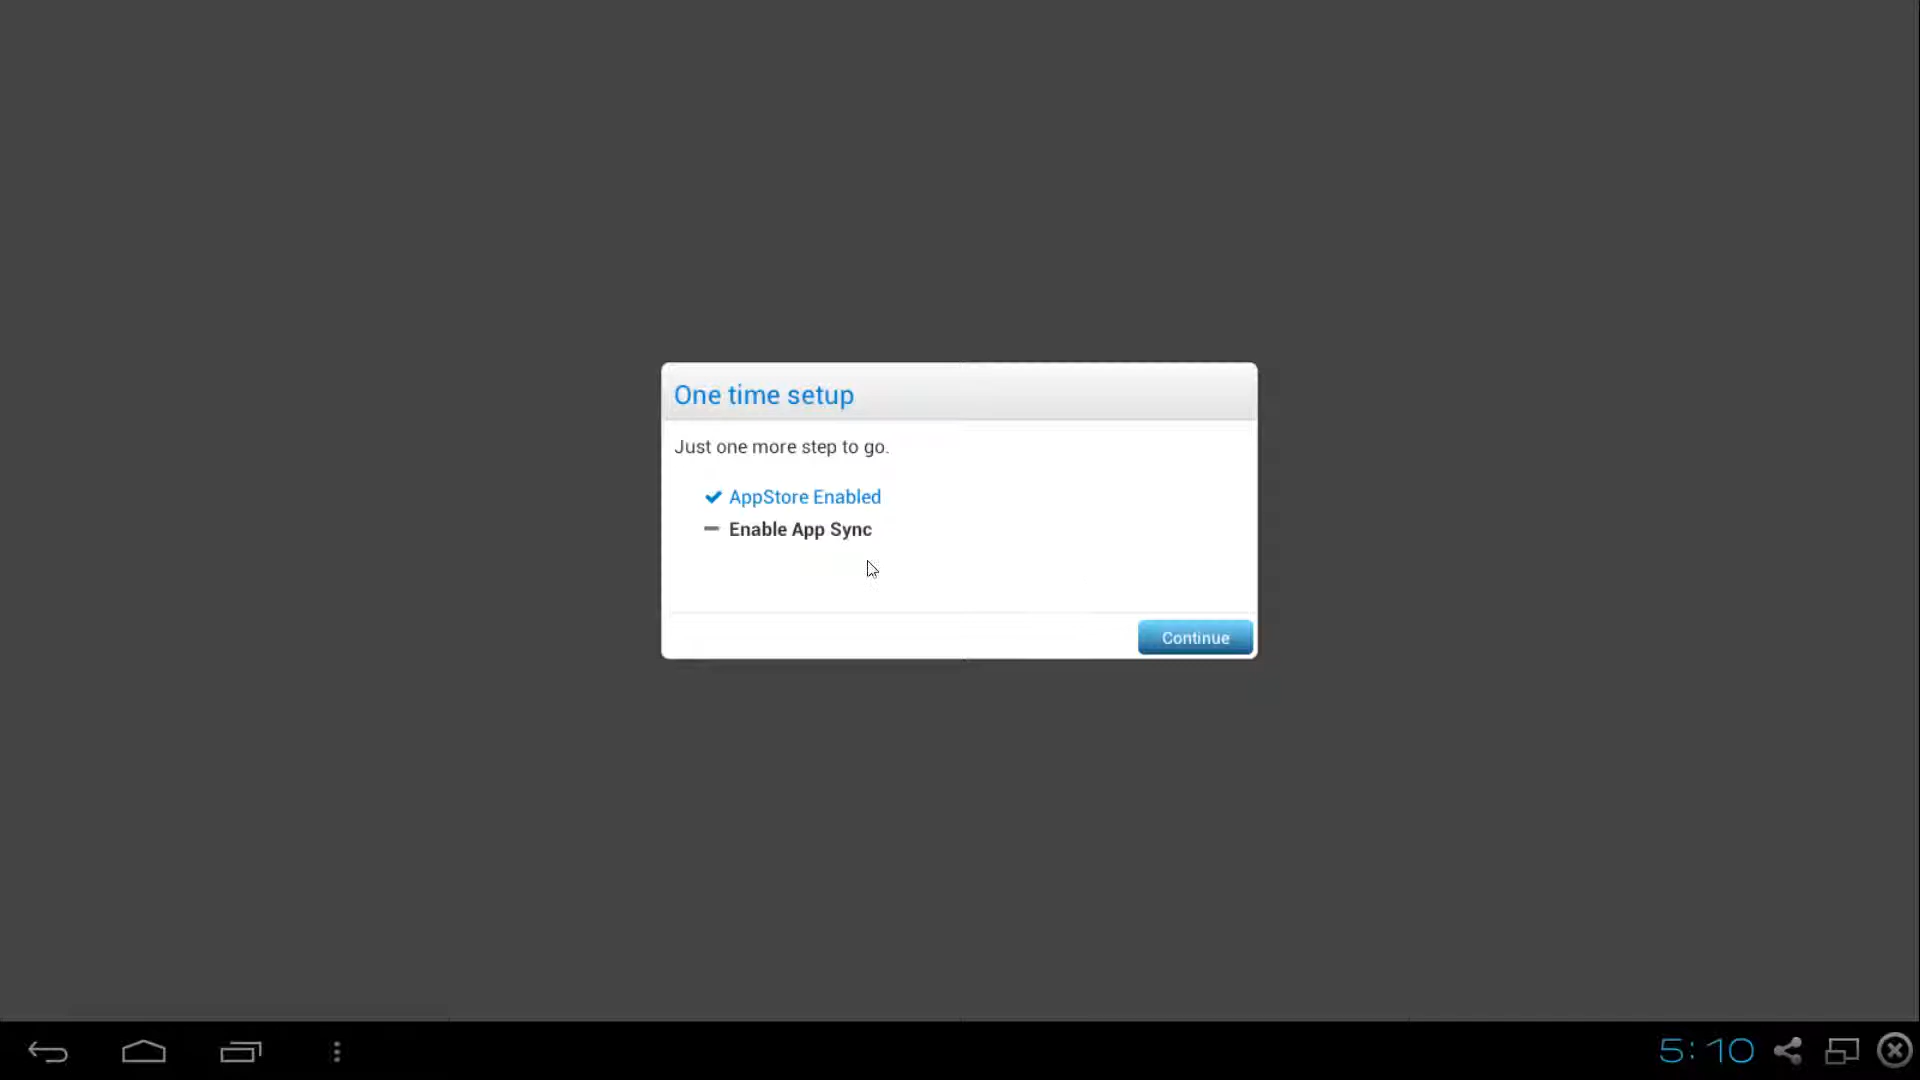 One time setup
Just one more step to go.
AppStore Enabled
Enable App Sync
Continue
5:10